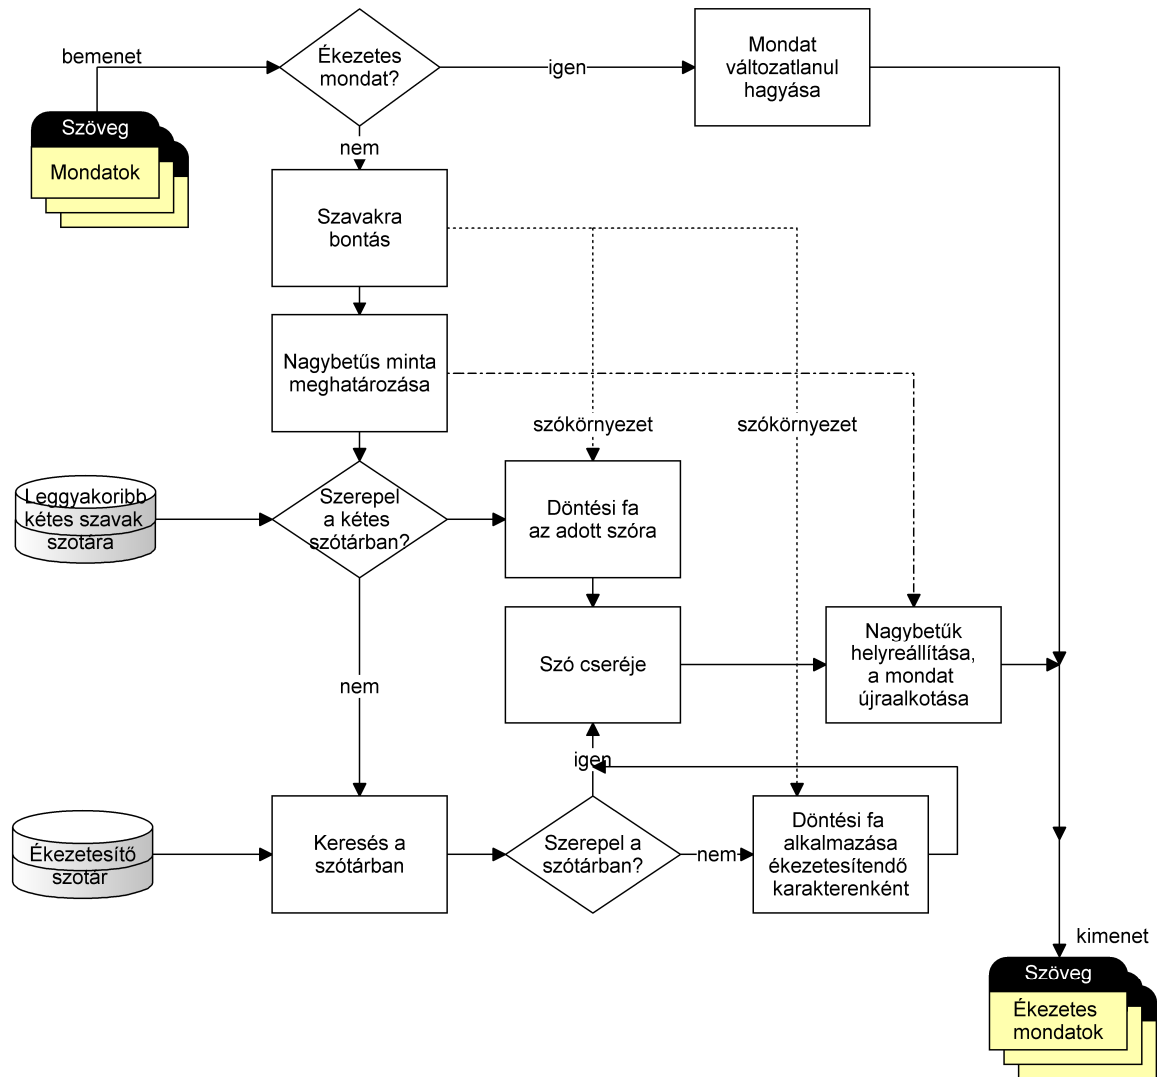 bemenet
Ékezetes
mondat?
igen
Mondat
változatlanul
hagyása
Szöveg
Mondatok
nem
Szavakra
bontás
Nagybetűs minta
meghatározása
szókörnyezet
szókörnyezet
Leggyakoribb
kétes szavak
szotára
Szerepel
a kétes
szótárban?
Döntési fa
az adott szóra
Szó cseréje
Nagybetűk
helyreállítása,
a mondat
újraalkotása
nem
igen
Ékezetesítő
szotár
Keresés a
szótárban
Szerepel a
szótárban?
nem
Döntési fa
alkalmazása
ékezetesítendő
karakterenként
kimenet
Szöveg
Ékezetes
mondatok